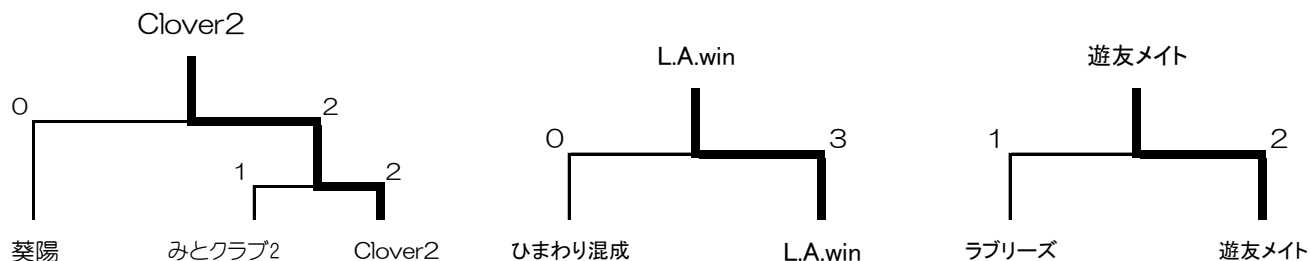 Clover2
0
2
1
2
葵陽
みとクラブ2
Clover2
L.A.win
0
3
ひまわり混成
L.A.win
遊友メイト
1
2
ラブリーズ
遊友メイト